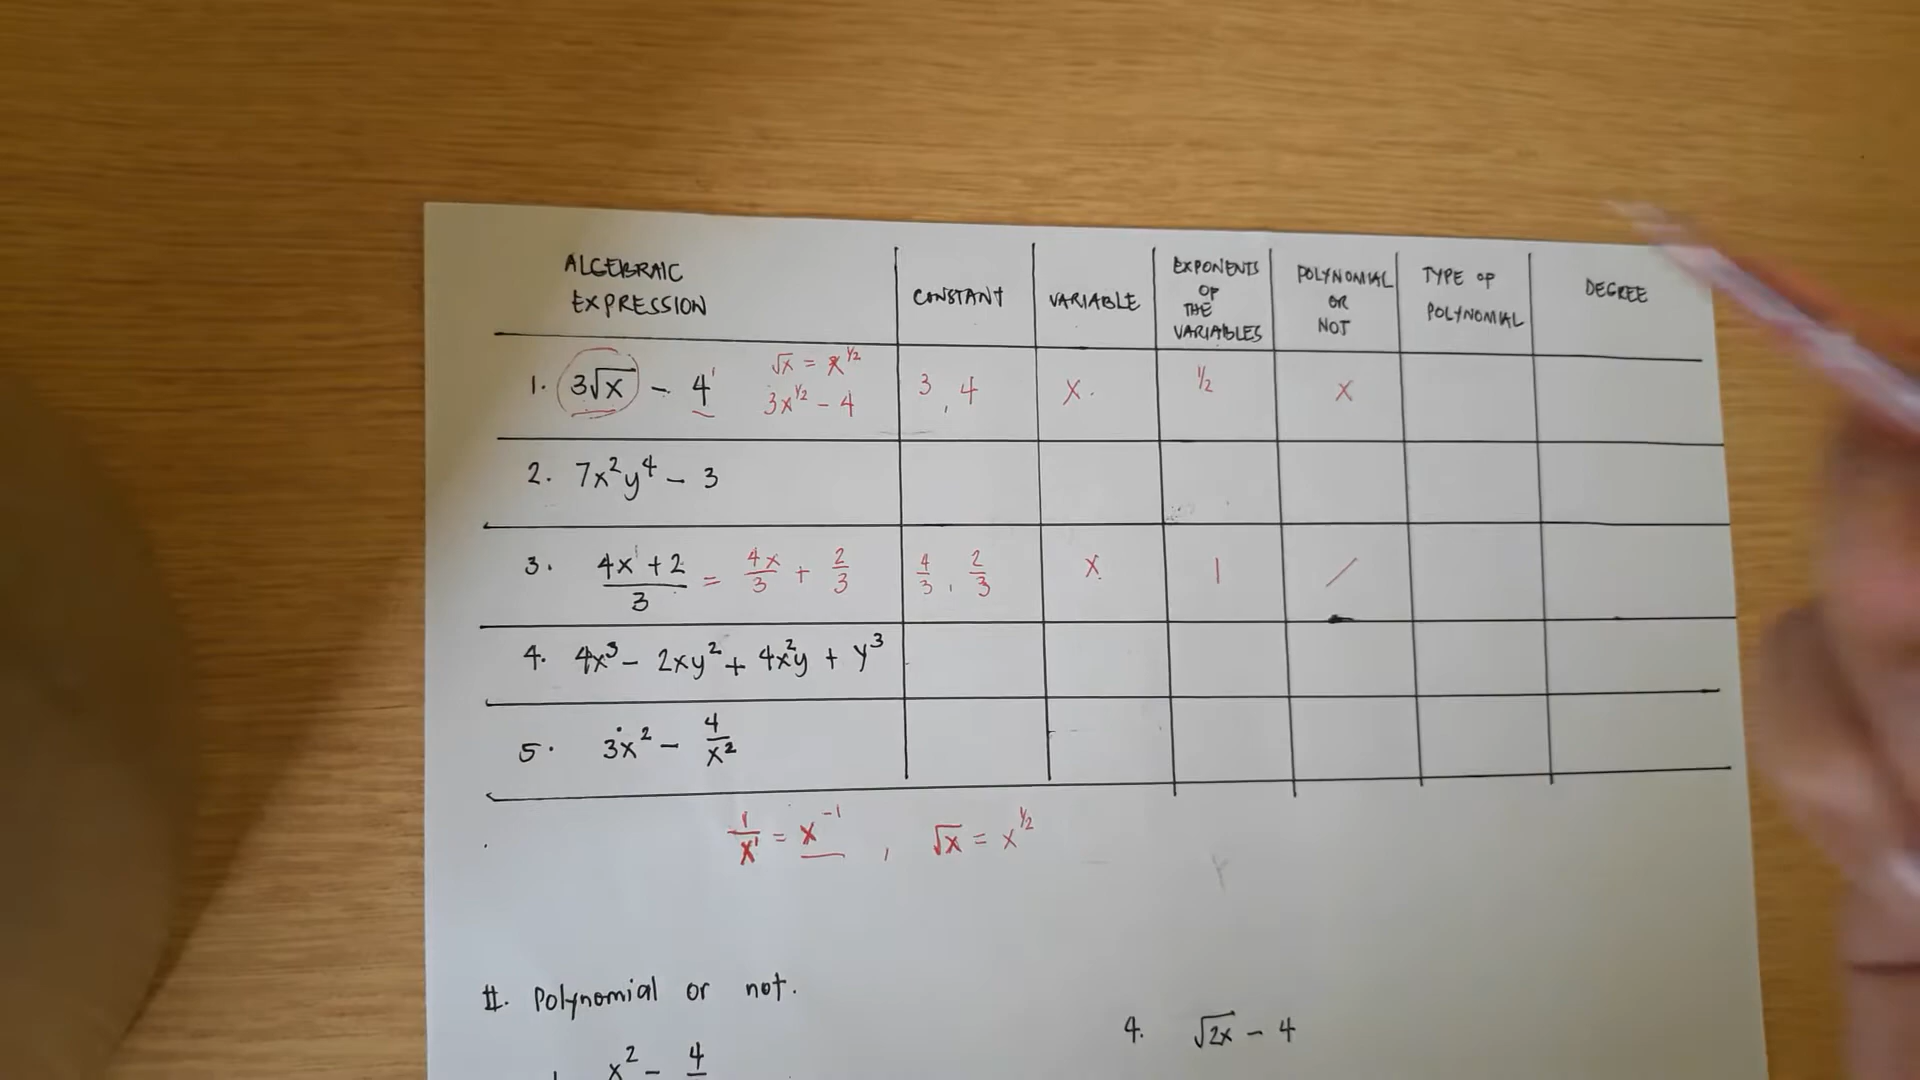 ALGEBRAIC EXPRESSION | CONSTANT | VARIABLE | EXPONENTS OF THE VARIABLES | POLYNOMIAL OR NOT | TYPE OF POLYNOMIAL | DEGREE
1. 3√x - 4 | √x = x^1/2 | 3 , 4 | x. | 1/2 | x
3x^1/2 - 4
2. 7x²y⁴ - 3
3. (4x¹ + 2)/3 = 4x/3 + 2/3 | 4/3 , 2/3 | x | 1 | /
4. 4x³ - 2xy² + 4x²y + y³
5. 3x² - 4/x²
1/x¹ = x⁻¹ , √x = x^1/2
II. Polynomial or not.
4. √2x - 4
x² - 4